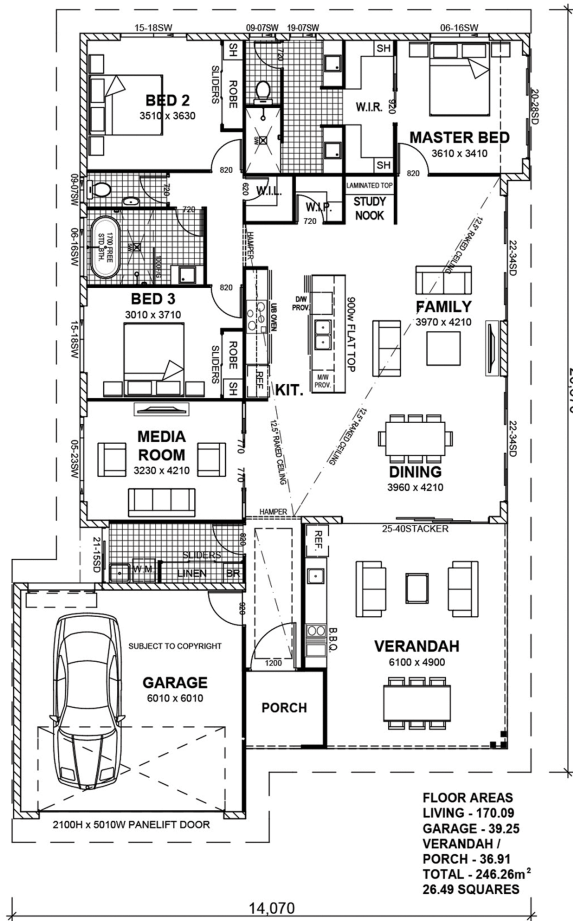 15-18SW
09-07SW
19-07SW
06-16SW
SH
720
SH
BED 2
3510 x 3630
SLIDERS
ROBE
W.I.R.
920
20-28SD
MASTER BED
3610 x 3410
SH
820
820
09-07SW
620
W.I.L.
W.I.P.
LAMINATED TOP
STUDY
NOOK
720
720
12.5° RAKED CEILING
22-34SD
06-16SW
1700 FREE
STD BTH.
HAMPER
BED 3
3010 x 3710
820
U/B OVEN
D/W
PROV.
900w FLAT TOP
FAMILY
3970 x 4210
15-18SW
SLIDERS
ROBE
SH
REF
M/W
PROV.
KIT.
MEDIA
ROOM
3230 x 4210
770
770
12.5° RAKED CEILING
12.5° RAKED CEILING
DINING
3960 x 4210
22-34SD
05-23SW
HAMPER
25-40STACKER
21-15SD
820
SLIDERS
W.M
LINEN
BR
REF.
SUBJECT TO COPYRIGHT
GARAGE
6010 x 6010
1200
B.B.Q.
VERANDAH
6100 x 4900
PORCH
2100H x 5010W PANELIFT DOOR
FLOOR AREAS
LIVING - 170.09
GARAGE - 39.25
VERANDAH /
PORCH - 36.91
TOTAL - 246.26m²
26.49 SQUARES
14,070